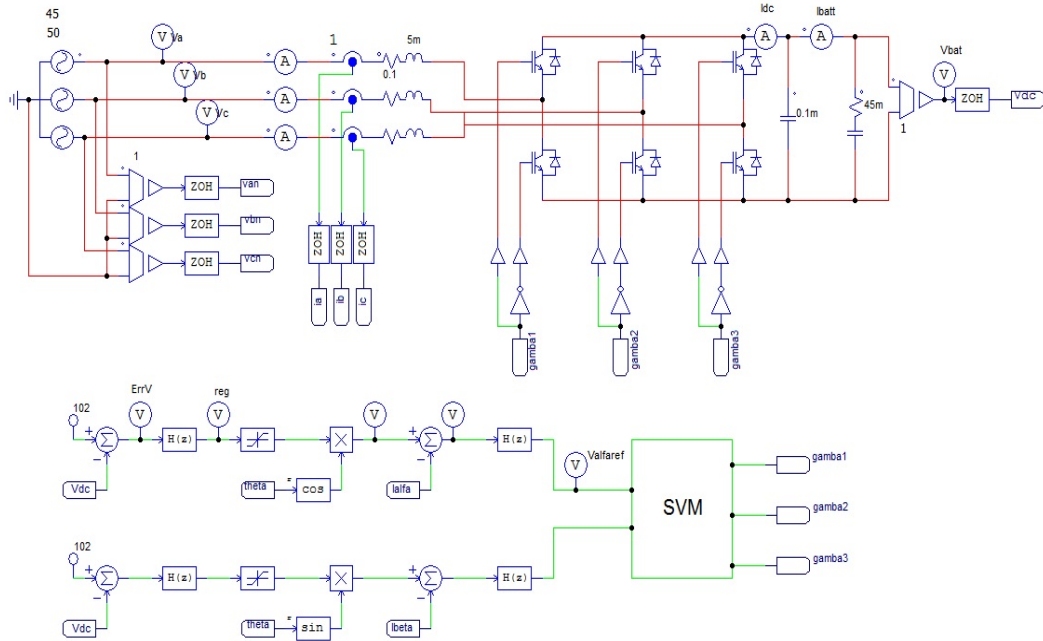 45
50
Va
Vb
Vc
V
V
V
A
A
A
1
0.1
5m
Idc
A
Ibatt
A
0.1m
45m
Vbat
V
1
ZOH
vdc
1
ZOH
van
ZOH
vbn
ZOH
vcn
ZOH
ZOH
ZOH
ia
ib
ic
gamba1
gamba2
gamba3
102
ErrV
V
reg
V
H(z)
V
V
H(z)
Σ
Σ
+
−
+
−
Vdc
theta
cos
Ialfa
Valfaref
V
SVM
gamba1
gamba2
gamba3
102
Σ
+
−
H(z)
Σ
+
−
H(z)
Vdc
theta
sin
Ibeta